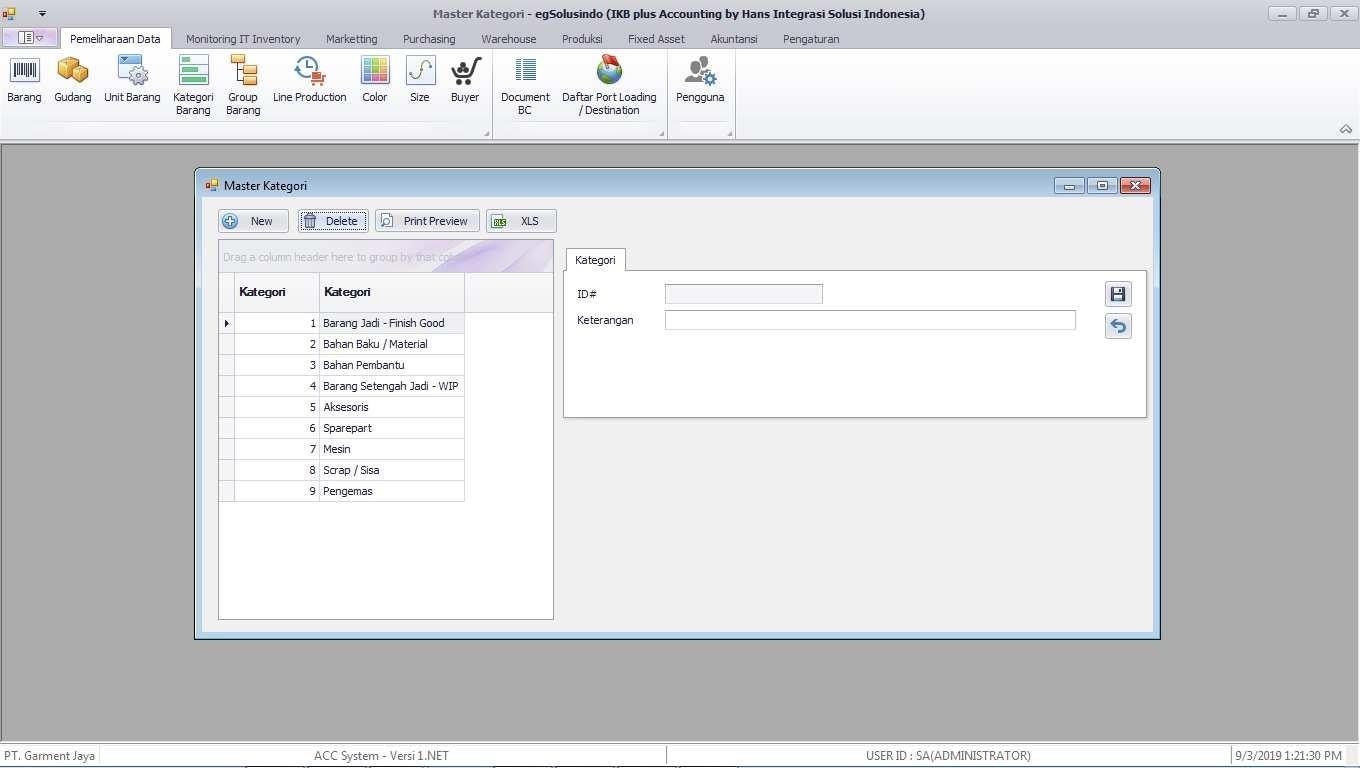 Master Kategori - egSolusindo (IKB plus Accounting by Hans Integrasi Solusi Indonesia)
Pemeliharaan Data Monitoring IT Inventory Marketting Purchasing Warehouse Produksi Fixed Asset Akuntansi Pengaturan
Barang Gudang Unit Barang Kategori Barang Group Barang Line Production Color Size Buyer Document BC Daftar Port Loading / Destination Pengguna
Master Kategori
New Delete Print Preview XLS
Drag a column header here to group by that
Kategori
Kategori Kategori
ID#
1 Barang Jadi - Finish Good
Keterangan
2 Bahan Baku / Material
3 Bahan Pembantu
4 Barang Setengah Jadi - WIP
5 Aksesoris
6 Sparepart
7 Mesin
8 Scrap / Sisa
9 Pengemas
PT. Garment Jaya ACC System - Versi 1.NET USER ID : SA(ADMINISTRATOR) 9/3/2019 1:21:30 PM